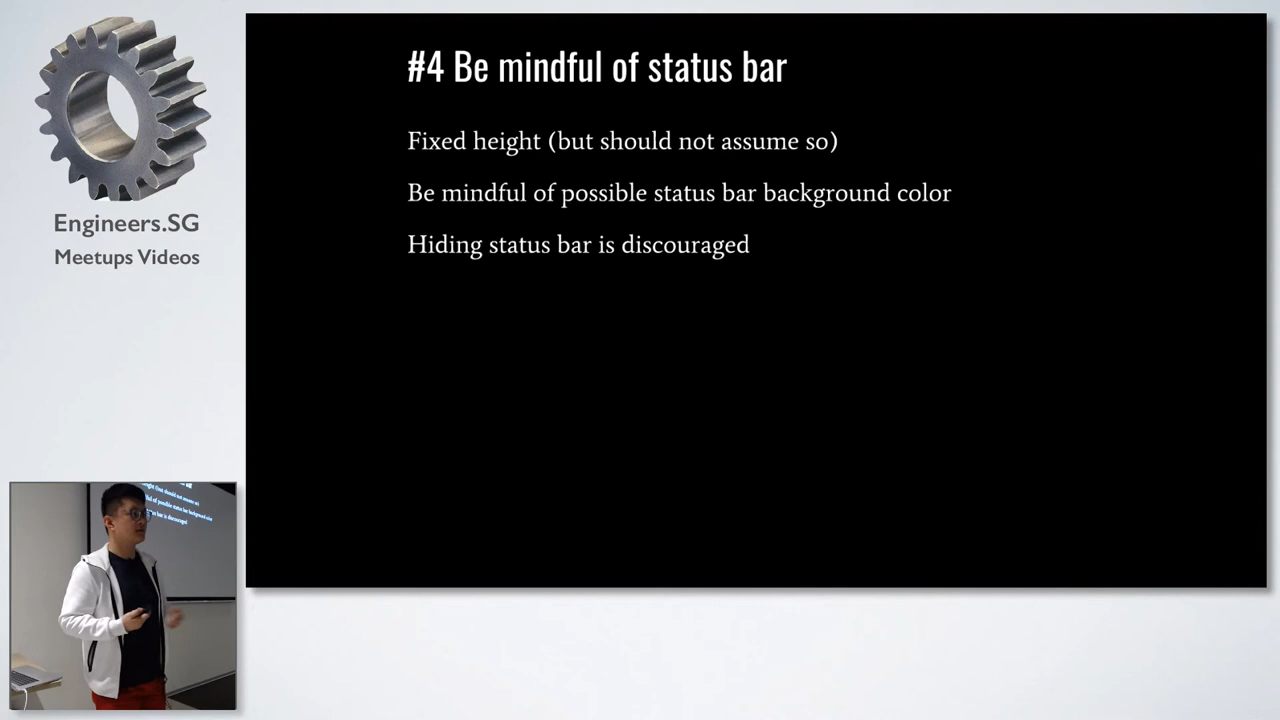 #4 Be mindful of status bar
Fixed height (but should not assume so)
Be mindful of possible status bar background color
Hiding status bar is discouraged
Engineers.SG
Meetups Videos